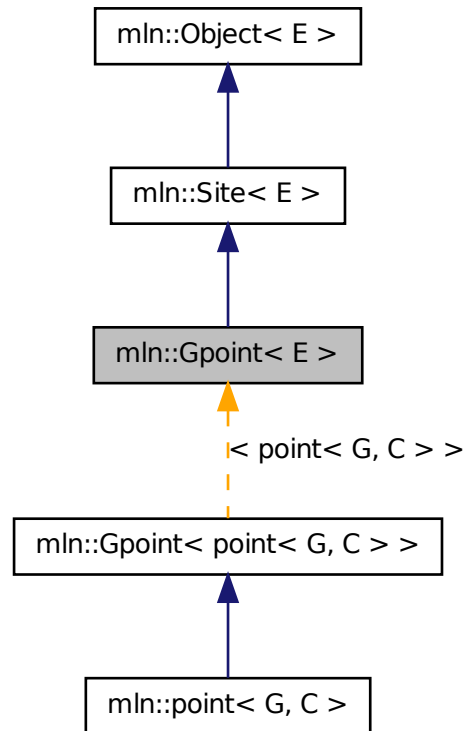 mln::Object< E >
mln::Site< E >
mln::Gpoint< E >
< point< G, C > >
mln::Gpoint< point< G, C > >
mln::point< G, C >